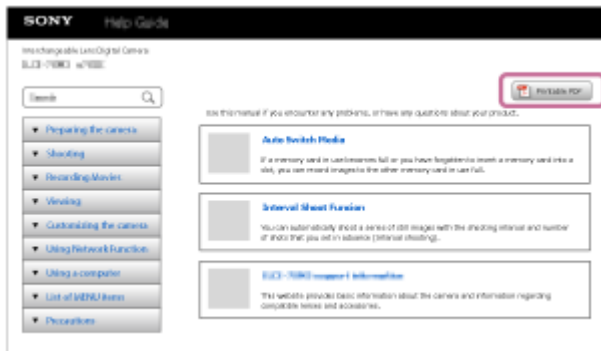 SONY Help Guide
Interchangeable Lens Digital Camera
Printable PDF
Search
Use this manual if you encounter any problems, or have any questions about your product.
▼ Preparing the camera
▼ Shooting
▼ Recording Movies
▼ Viewing
▼ Customizing the camera
▼ Using Network Function
▼ Using a computer
▼ List of MENU items
▼ Precautions
Auto Switch Media
If a memory card in use becomes full or you have forgotten to insert a memory card into a
slot, you can record images to the other memory card in use full.
Interval Shoot Funsion
You can automatically shoot a series of still images with the shooting interval and number
of shots that you set in advance (Interval shooting).
support information
This website provides basic information about the camera and information regarding
compatible lenses and accessories.